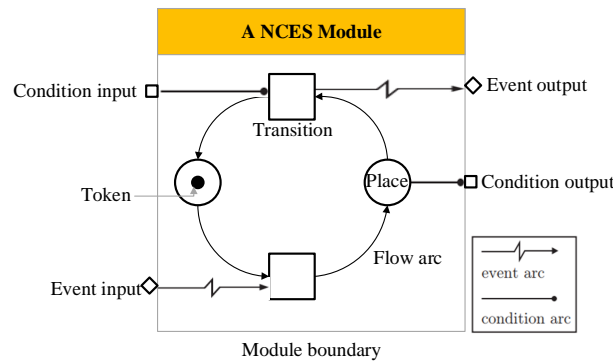 A NCES Module
Condition input
Event output
Transition
Token
Place
Condition output
Flow arc
Event input
event arc
condition arc
Module boundary